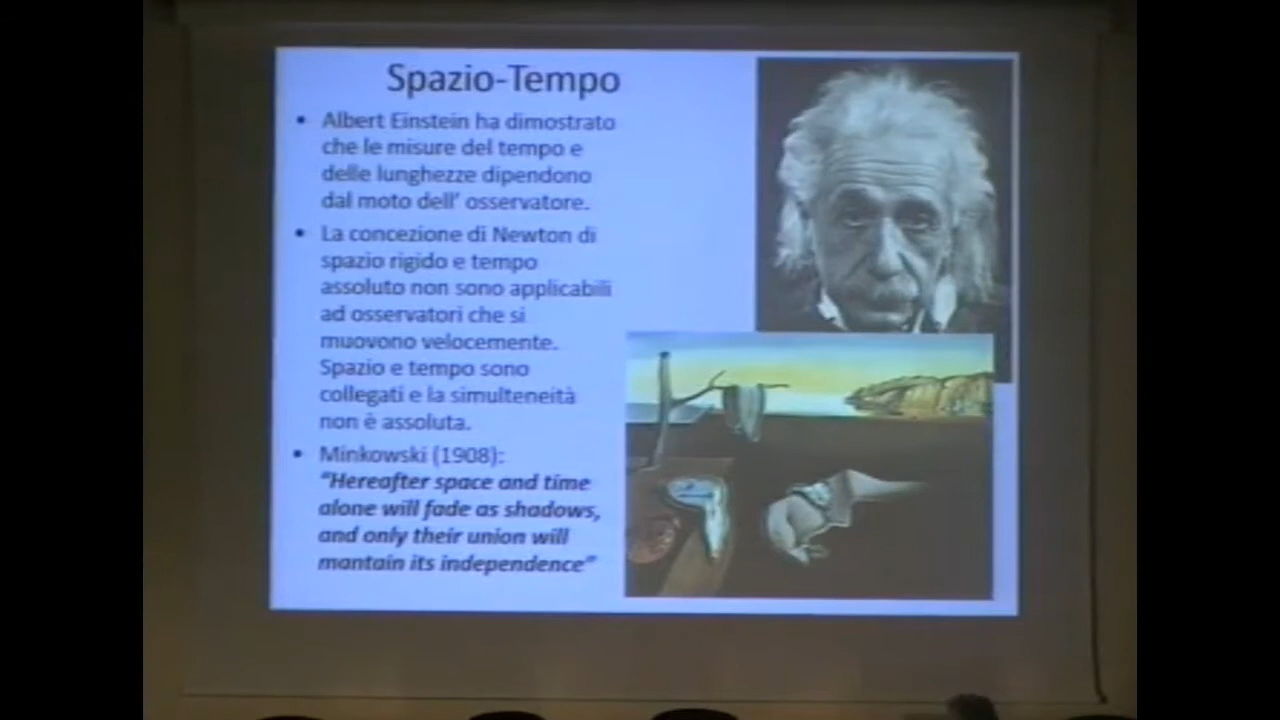 Spazio-Tempo
• Albert Einstein ha dimostrato
che le misure del tempo e
delle lunghezze dipendono
dal moto dell' osservatore.
• La concezione di Newton di
spazio rigido e tempo
assoluto non sono applicabili
ad osservatori che si
muovono velocemente.
Spazio e tempo sono
collegati e la simulteneità
non è assoluta.
• Minkowski (1908):
"Hereafter space and time
alone will fade as shadows,
and only their union will
mantain its independence"